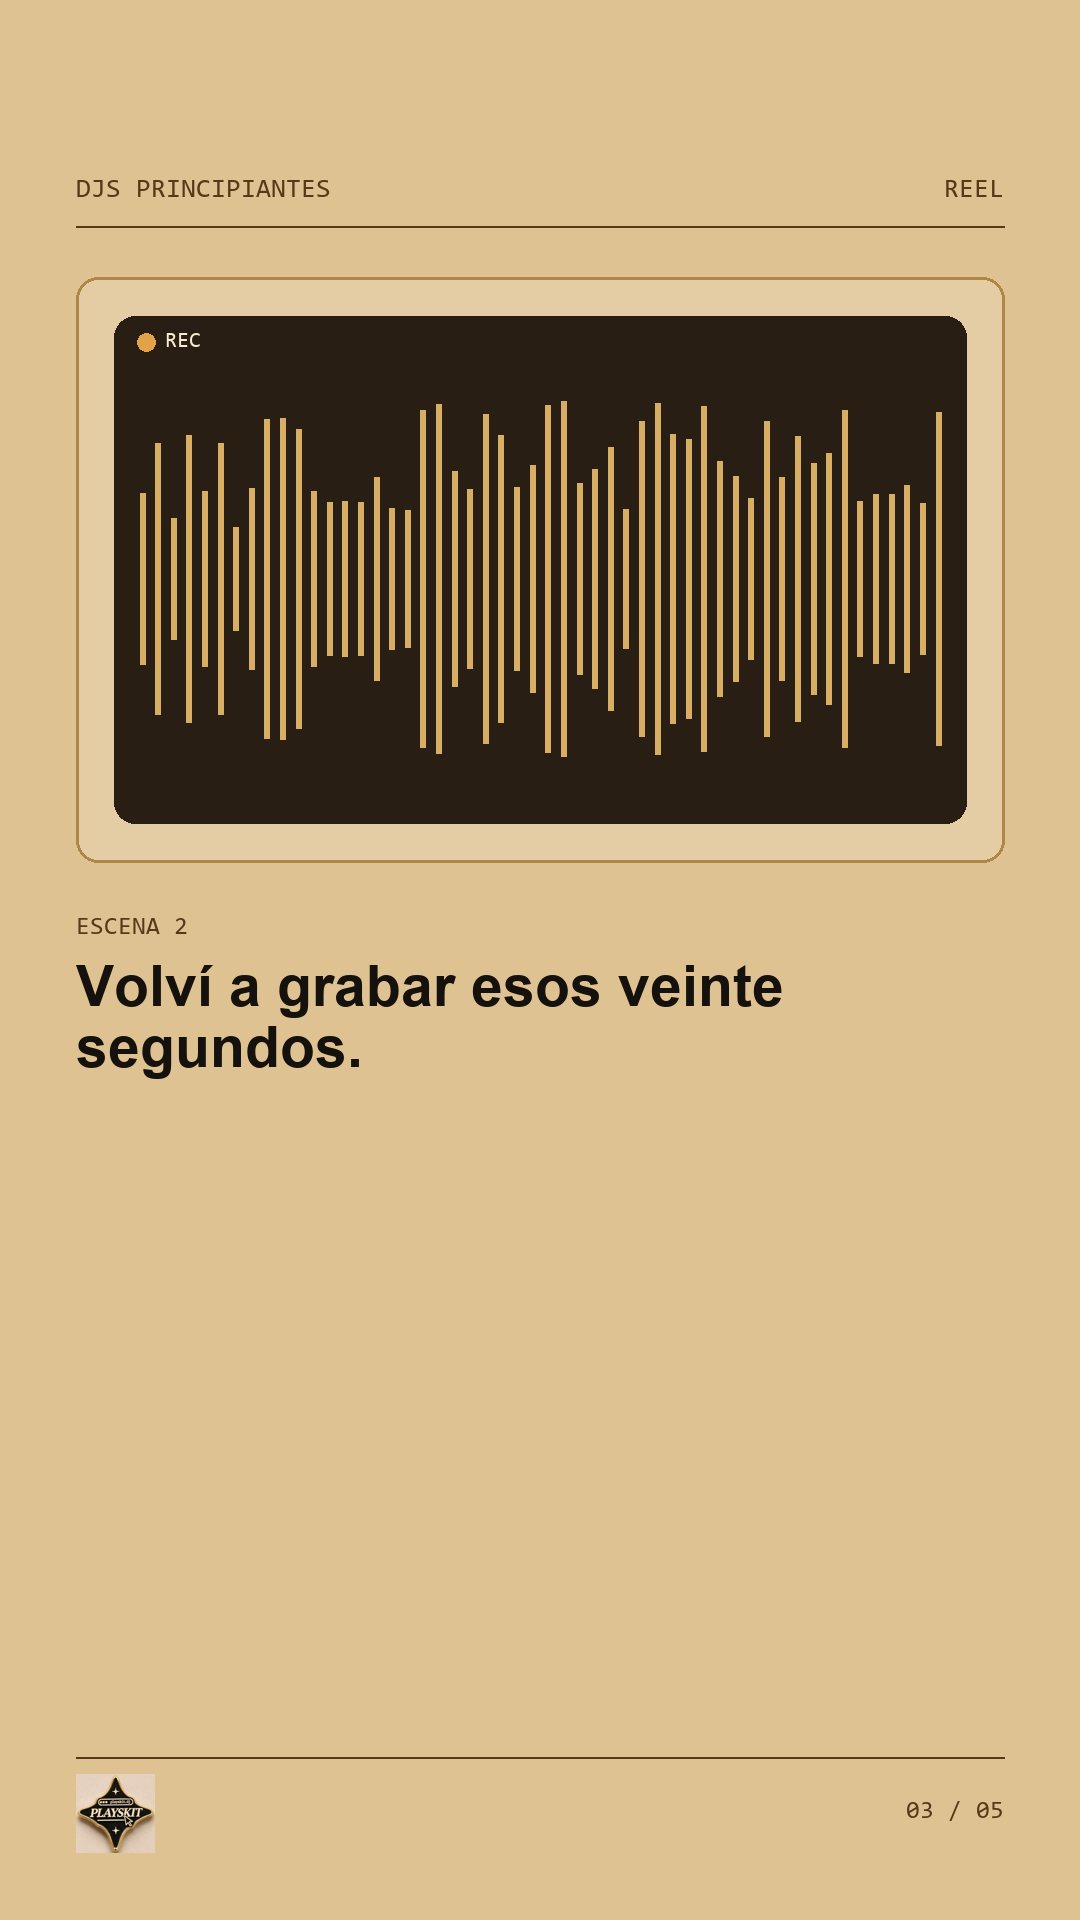 DJS PRINCIPIANTES
REEL
REC
ESCENA 2
Volví a grabar esos veinte
segundos.
PLAYSKIT
03 / 05